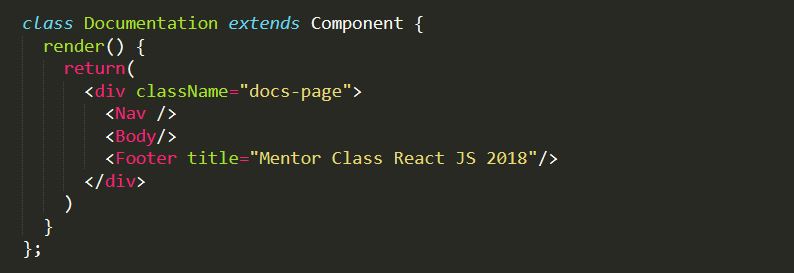 class Documentation extends Component {
  render() {
    return(
      <div className="docs-page">
        <Nav />
        <Body/>
        <Footer title="Mentor Class React JS 2018"/>
      </div>
    )
  }
};